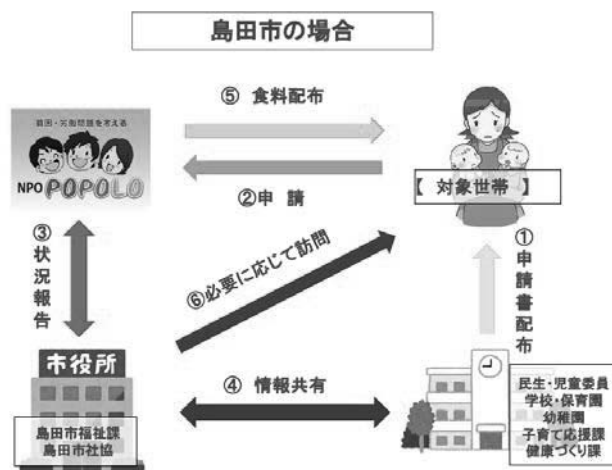 島田市の場合
⑤ 食料配布
貧困・労働問題を考える
NPO POPOLO
②申 請
【 対象世帯 】
③状況報告
⑥必要に応じて訪問
①申請書配布
市役所
④ 情報共有
島田市福祉課
島田市社協
民生・児童委員
学校・保育園
幼稚園
子育て応援課
健康づくり課